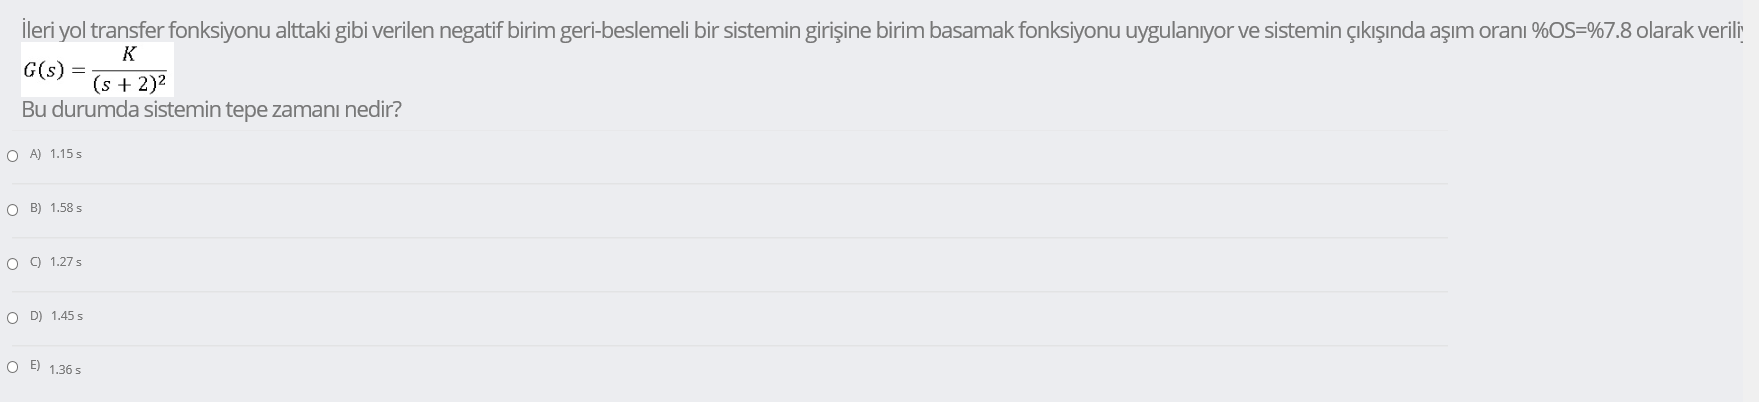 İleri yol transfer fonksiyonu alttaki gibi verilen negatif birim geri-beslemeli bir sistemin girişine birim basamak fonksiyonu uygulanıyor ve sistemin çıkışında aşım oranı %OS=%7.8 olarak
G(s) = K / (s + 2)²
Bu durumda sistemin tepe zamanı nedir?
A) 1.15 s
B) 1.58 s
C) 1.27 s
D) 1.45 s
E) 1.36 s